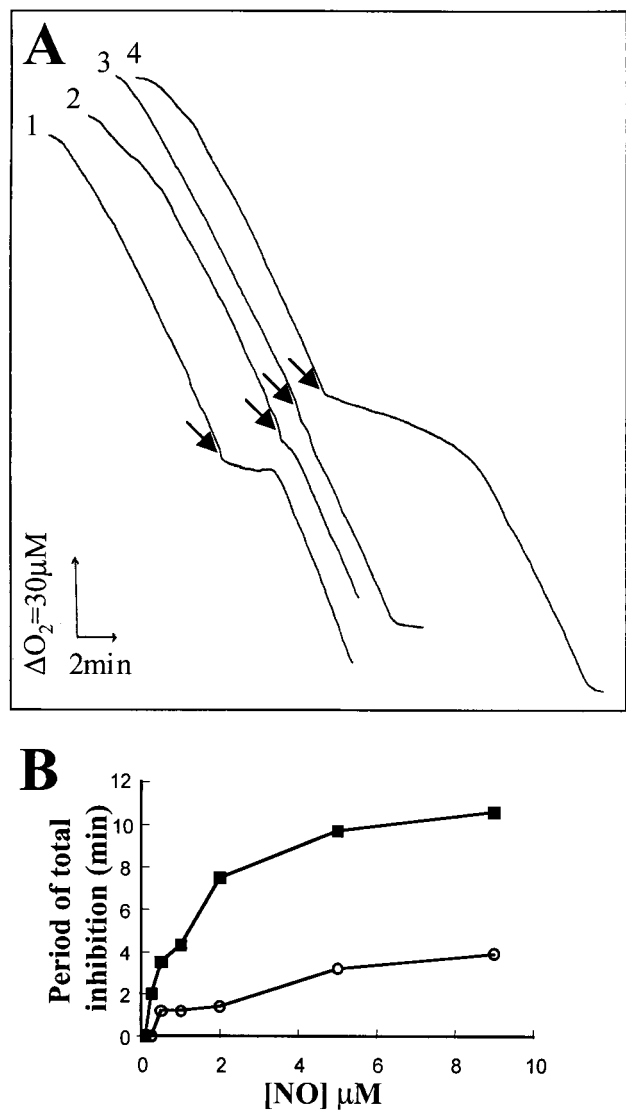 A
3 4
2
1
ΔO₂=30μM
2min
B
Period of total
inhibition (min)
12
10
8
6
4
2
0
0 2 4 6 8 10
[NO] μM